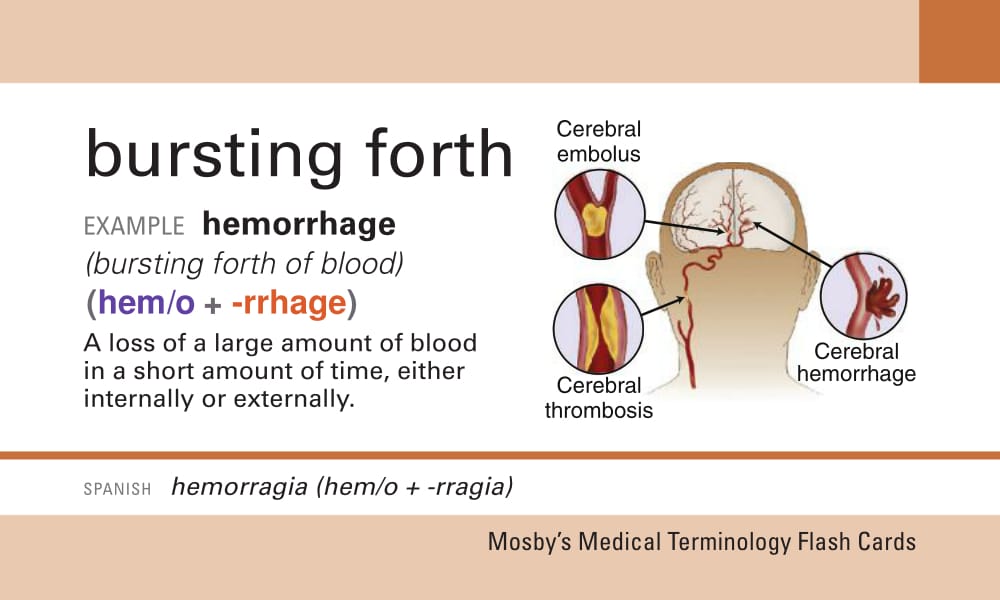 bursting forth
EXAMPLE hemorrhage
(bursting forth of blood)
(hem/o + -rrhage)
A loss of a large amount of blood
in a short amount of time, either
internally or externally.
Cerebral
embolus
Cerebral
thrombosis
Cerebral
hemorrhage
SPANISH hemorragia (hem/o + -rragia)
Mosby's Medical Terminology Flash Cards